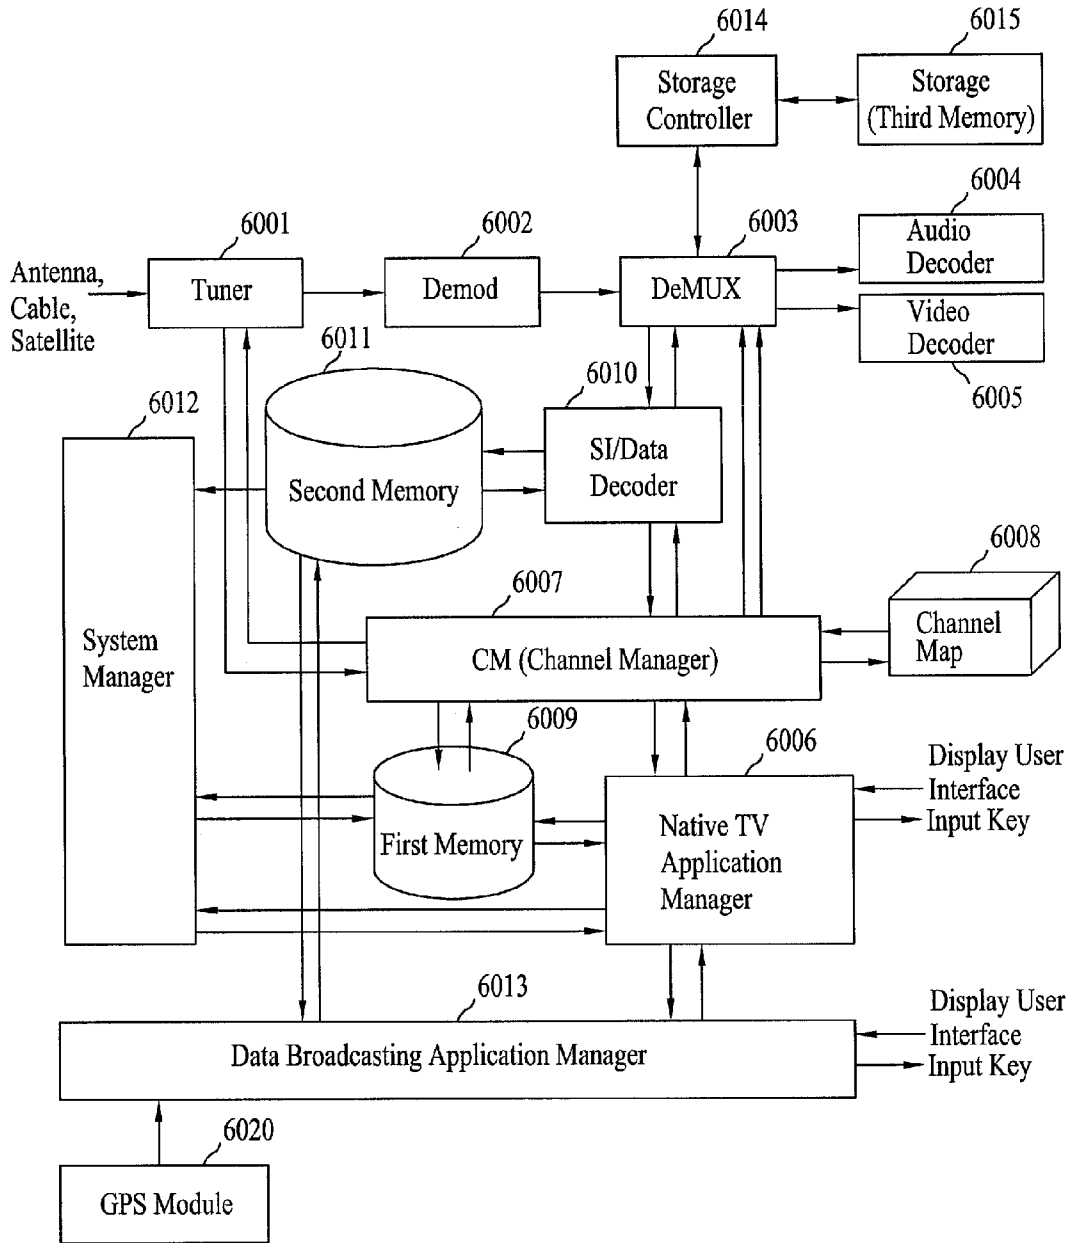 6014
6015
Storage
Controller
Storage
(Third Memory)
6004
6001
6002
6003
Audio
Decoder
Antenna,
Cable,
Satellite
Tuner
Demod
DeMUX
Video
Decoder
6011
6010
6005
6012
SI/Data
Decoder
Second Memory
6008
6007
Channel
Map
System
Manager
CM (Channel Manager)
6009
6006
Display User
Interface
Input Key
Native TV
Application
Manager
First Memory
6013
Display User
Interface
Input Key
Data Broadcasting Application Manager
6020
GPS Module